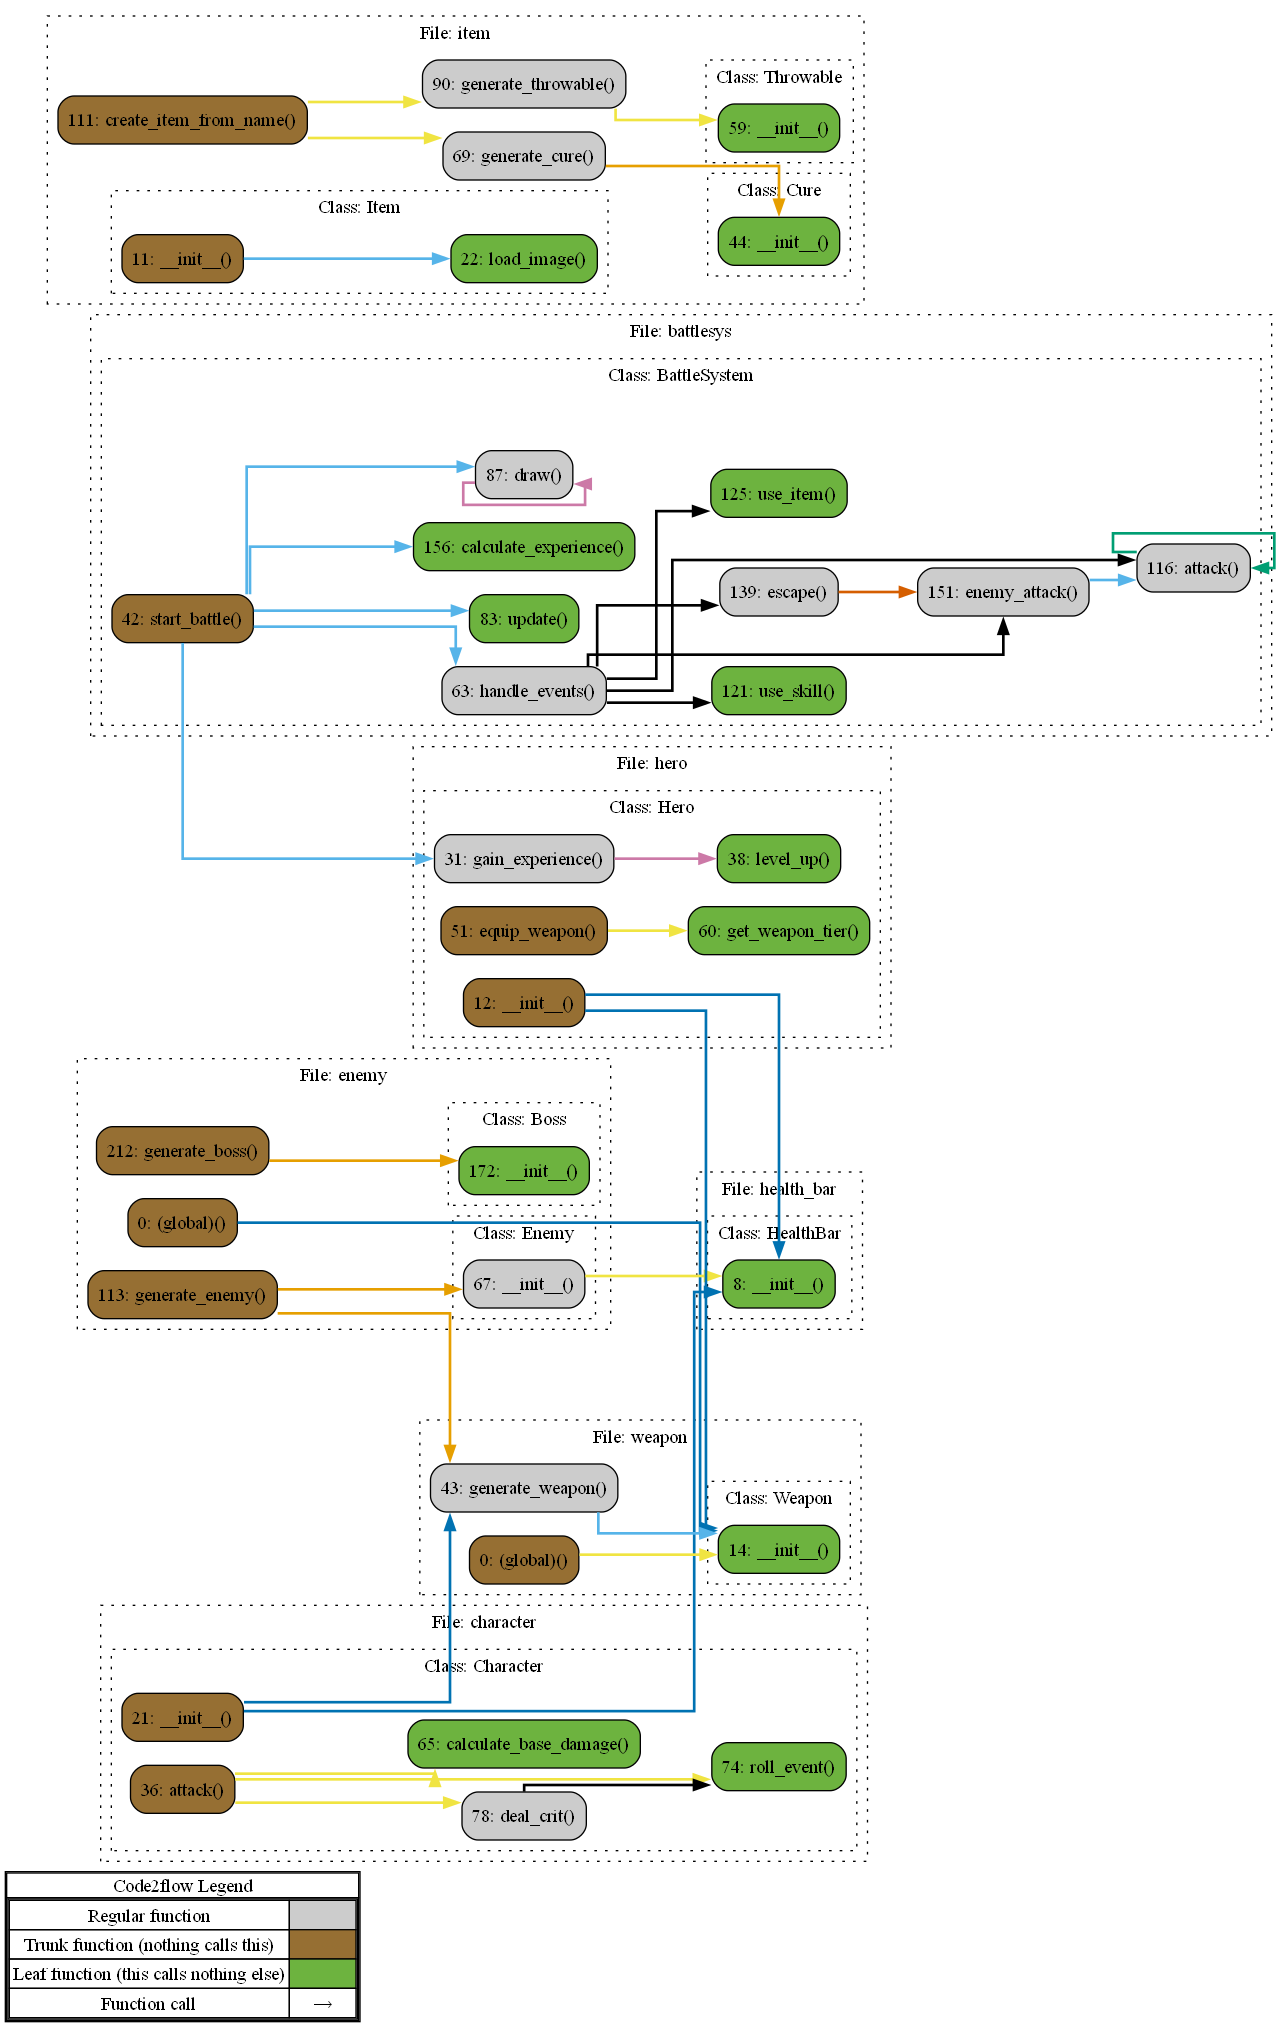 File: item
90: generate_throwable()
Class: Throwable
111: create_item_from_name()
59: __init__()
69: generate_cure()
Class: Cure
Class: Item
44: __init__()
11: __init__()
22: load_image()
File: battlesys
Class: BattleSystem
87: draw()
125: use_item()
156: calculate_experience()
116: attack()
139: escape()
151: enemy_attack()
42: start_battle()
83: update()
63: handle_events()
121: use_skill()
File: hero
Class: Hero
31: gain_experience()
38: level_up()
51: equip_weapon()
60: get_weapon_tier()
12: __init__()
File: enemy
Class: Boss
212: generate_boss()
172: __init__()
File: health_bar
0: (global)()
Class: Enemy
Class: HealthBar
113: generate_enemy()
67: __init__()
8: __init__()
File: weapon
43: generate_weapon()
Class: Weapon
0: (global)()
14: __init__()
File: character
Class: Character
21: __init__()
65: calculate_base_damage()
74: roll_event()
36: attack()
78: deal_crit()
Code2flow Legend
Regular function
Trunk function (nothing calls this)
Leaf function (this calls nothing else)
Function call →